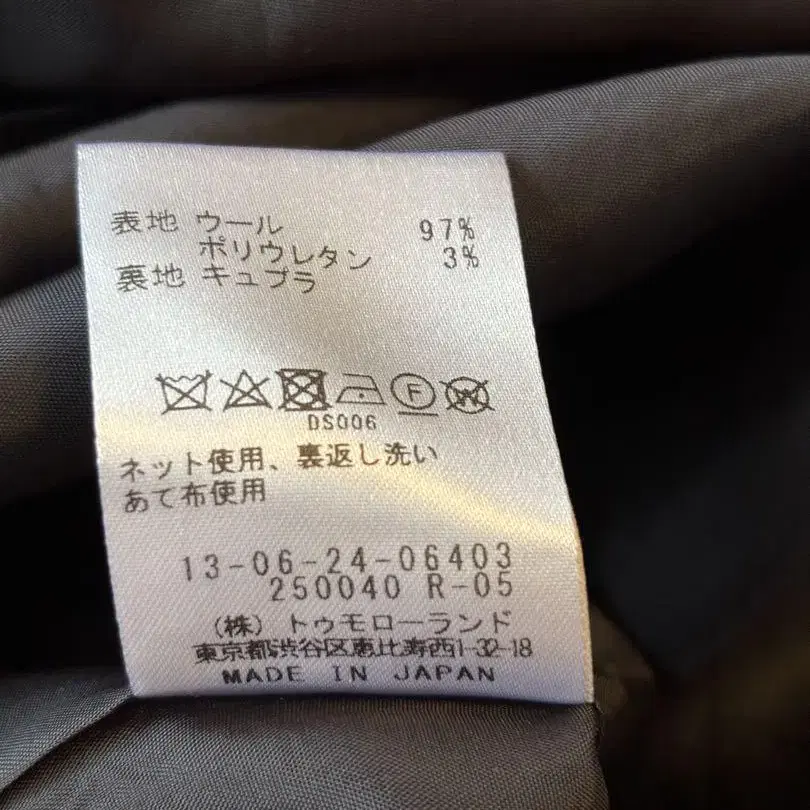 表地 ウール 97%
ポリウレタン 3%
裏地 キュプラ
F W
DS006
ネット使用、裏返し洗い
あて布使用
13-06-24-06403
250040 R-05
(株) トゥモローランド
東京都渋谷区恵比寿西1-32-18
MADE IN JAPAN